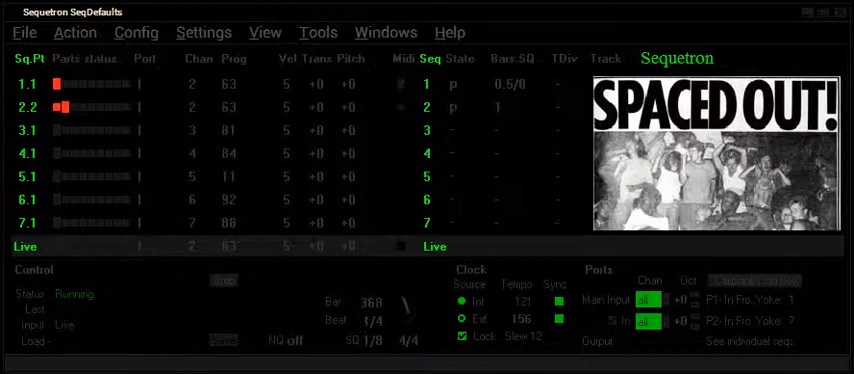 Sequetron SeqDefaults
File Action Config Settings View Tools Windows Help
Sq.Pt Parts status Port Chan Prog Vel Trans Pitch Midi Seq State Bars SQ TDiv Track Sequetron
1.1 2 63 5 +0 +0 1 p 0.5/8 -
2.2 2 63 5 +0 +0 2 p 1 -
3.1 3 81 5 +0 +0 3 - - -
4.1 4 84 5 +0 +0 4 - - -
5.1 5 11 5 +0 +0 5 - - -
6.1 6 92 5 +0 +0 6 - - -
7.1 7 88 5 +0 +0 7 - - -
SPACED OUT!
Live 2 63 5 +0 +0 Live
Control Clock Ports
Source Tempo Sync Chan Oct
Status Running Bar 368 Int 121 Main Input all +0 P1- In Fro..Yoke: 1
Last Beat 1/4 Ext 156 In all +0 P2- In Fro..Yoke: 7
Input Live
Load - NQ off SQ 1/8 4/4 Lock Slew 12 Output See individual seqs